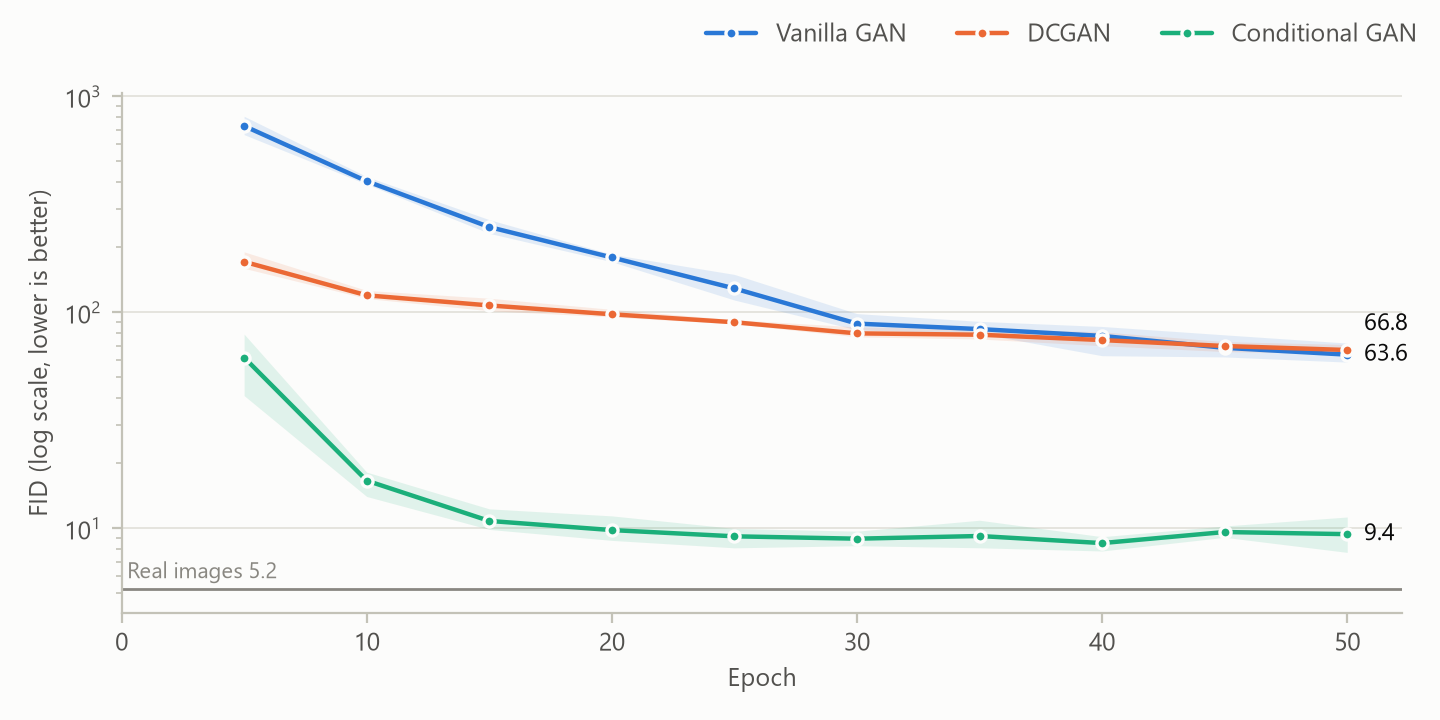 Vanilla GAN DCGAN Conditional GAN
10³
10²
10¹
FID (log scale, lower is better)
66.8
63.6
9.4
Real images 5.2
0 10 20 30 40 50
Epoch